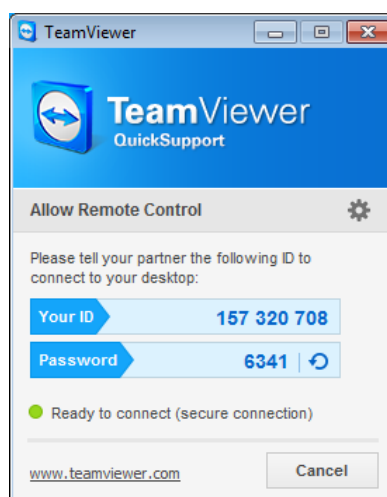 TeamViewer
TeamViewer
QuickSupport
Allow Remote Control
Please tell your partner the following ID to
connect to your desktop:
Your ID 157 320 708
Password 6341
Ready to connect (secure connection)
www.teamviewer.com Cancel